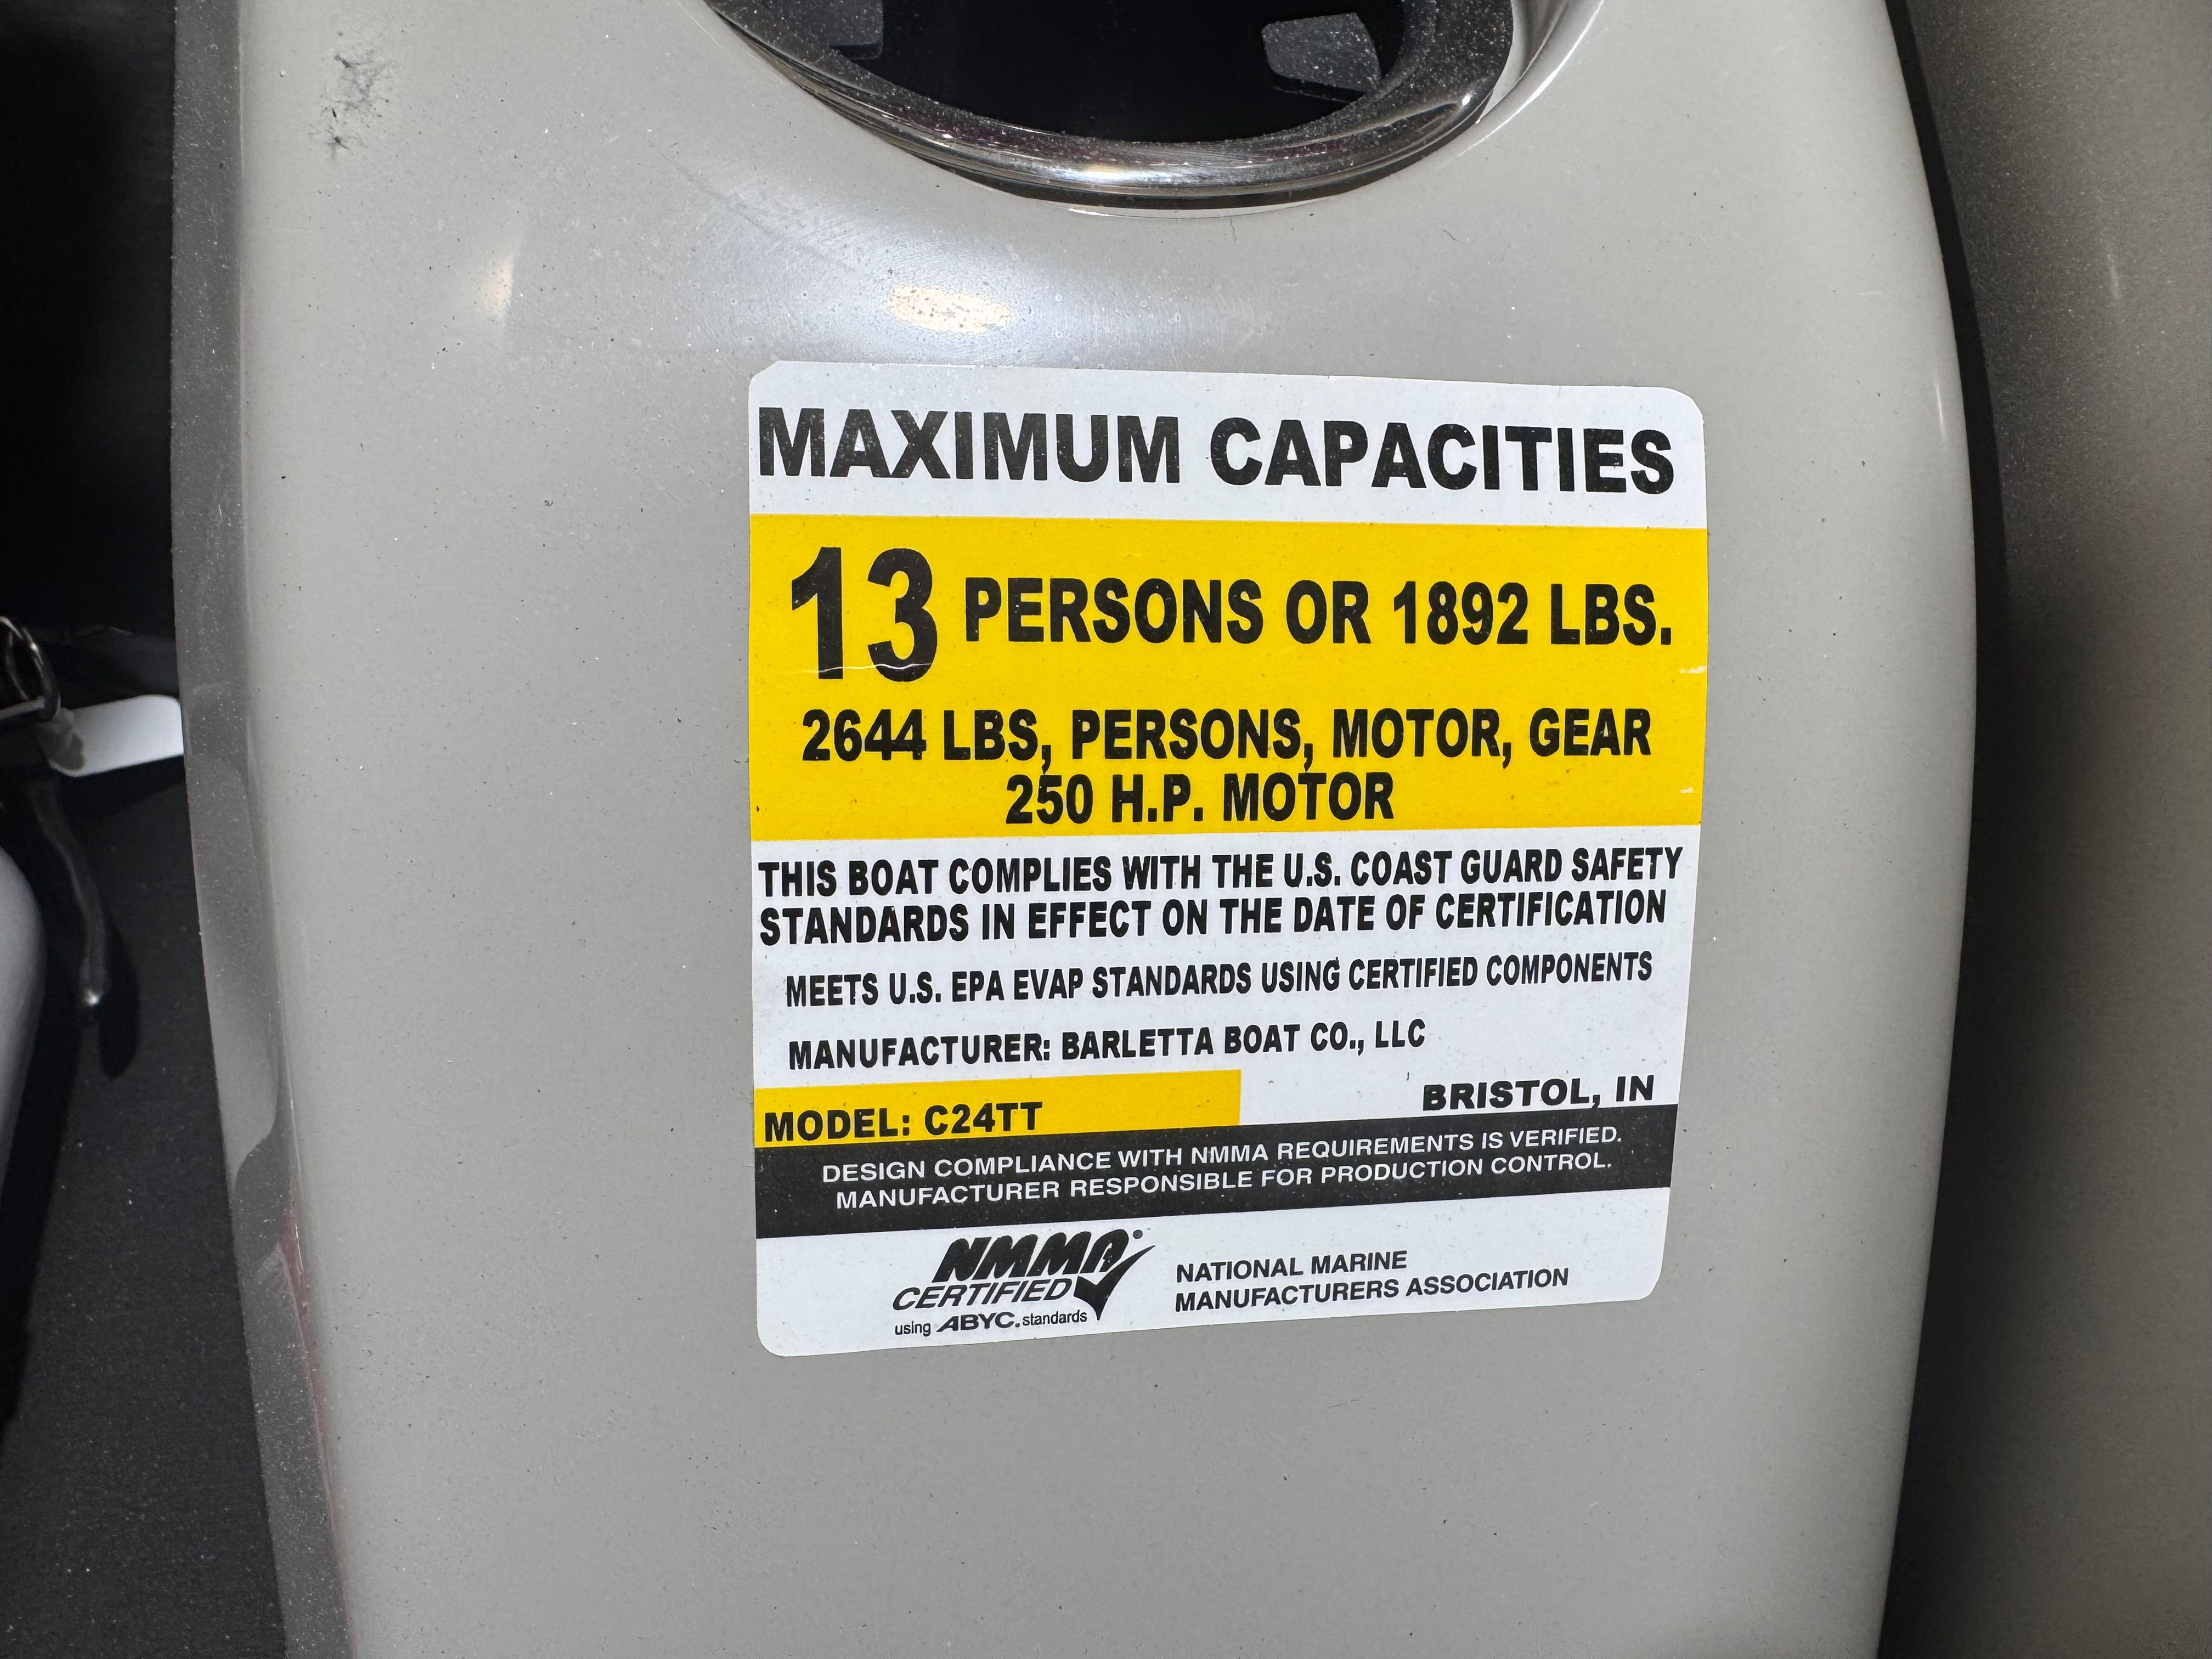 MAXIMUM CAPACITIES
13 PERSONS OR 1892 LBS.
2644 LBS, PERSONS, MOTOR, GEAR
250 H.P. MOTOR
THIS BOAT COMPLIES WITH THE U.S. COAST GUARD SAFETY
STANDARDS IN EFFECT ON THE DATE OF CERTIFICATION
MEETS U.S. EPA EVAP STANDARDS USING CERTIFIED COMPONENTS
MANUFACTURER: BARLETTA BOAT CO., LLC
BRISTOL, IN
MODEL: C24TT
DESIGN COMPLIANCE WITH NMMA REQUIREMENTS IS VERIFIED.
MANUFACTURER RESPONSIBLE FOR PRODUCTION CONTROL.
NMMA®
CERTIFIED
using ABYC. standards
NATIONAL MARINE
MANUFACTURERS ASSOCIATION